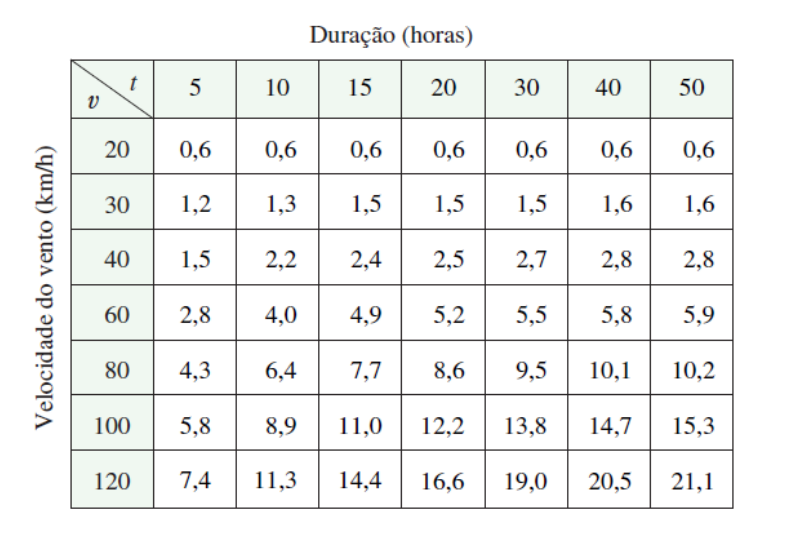 Duração (horas)
t
v
5 10 15 20 30 40 50
Velocidade do vento (km/h)
20 0,6 0,6 0,6 0,6 0,6 0,6 0,6
30 1,2 1,3 1,5 1,5 1,5 1,6 1,6
40 1,5 2,2 2,4 2,5 2,7 2,8 2,8
60 2,8 4,0 4,9 5,2 5,5 5,8 5,9
80 4,3 6,4 7,7 8,6 9,5 10,1 10,2
100 5,8 8,9 11,0 12,2 13,8 14,7 15,3
120 7,4 11,3 14,4 16,6 19,0 20,5 21,1